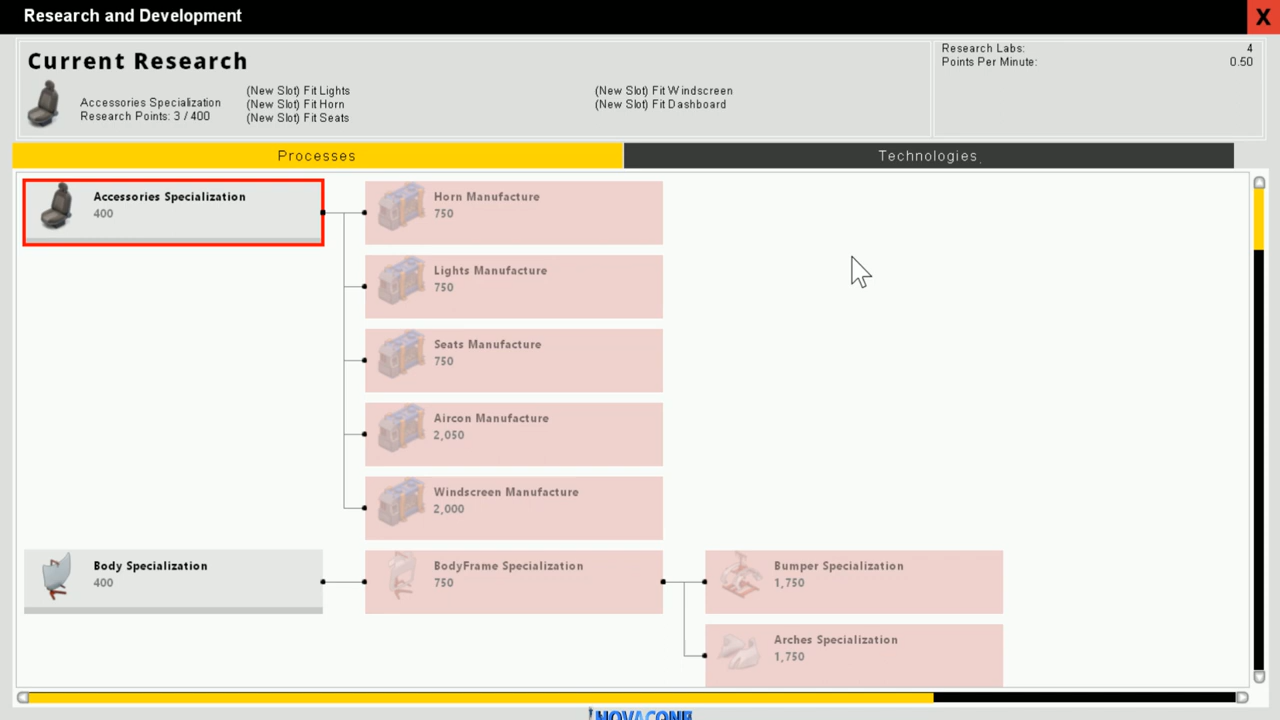 Research and Development
X
Current Research
Accessories Specialization
Research Points: 3 / 400
(New Slot) Fit Lights
(New Slot) Fit Horn
(New Slot) Fit Seats
(New Slot) Fit Windscreen
(New Slot) Fit Dashboard
Research Labs: 4
Points Per Minute: 0.50
Processes
Technologies
Accessories Specialization
400
Horn Manufacture
750
Lights Manufacture
750
Seats Manufacture
750
Aircon Manufacture
2,050
Windscreen Manufacture
2,000
Body Specialization
400
BodyFrame Specialization
750
Bumper Specialization
1,750
Arches Specialization
1,750